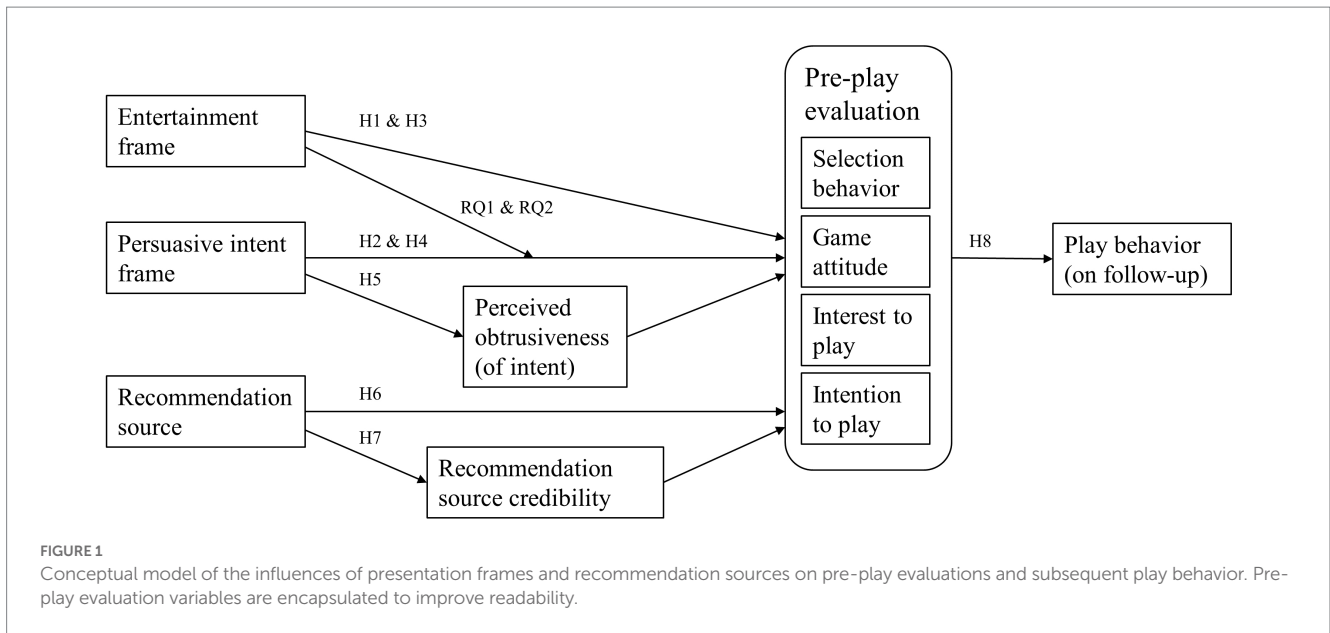 Entertainment
frame
H1 & H3
RQ1 & RQ2
Persuasive intent
frame
H2 & H4
H5
Perceived
obtrusiveness
(of intent)
Recommendation
source
H6
H7
Recommendation
source credibility
Pre-play
evaluation
Selection
behavior
Game
attitude
Interest to
play
Intention
to play
H8
Play behavior
(on follow-up)
FIGURE 1
Conceptual model of the influences of presentation frames and recommendation sources on pre-play evaluations and subsequent play behavior. Pre-
play evaluation variables are encapsulated to improve readability.